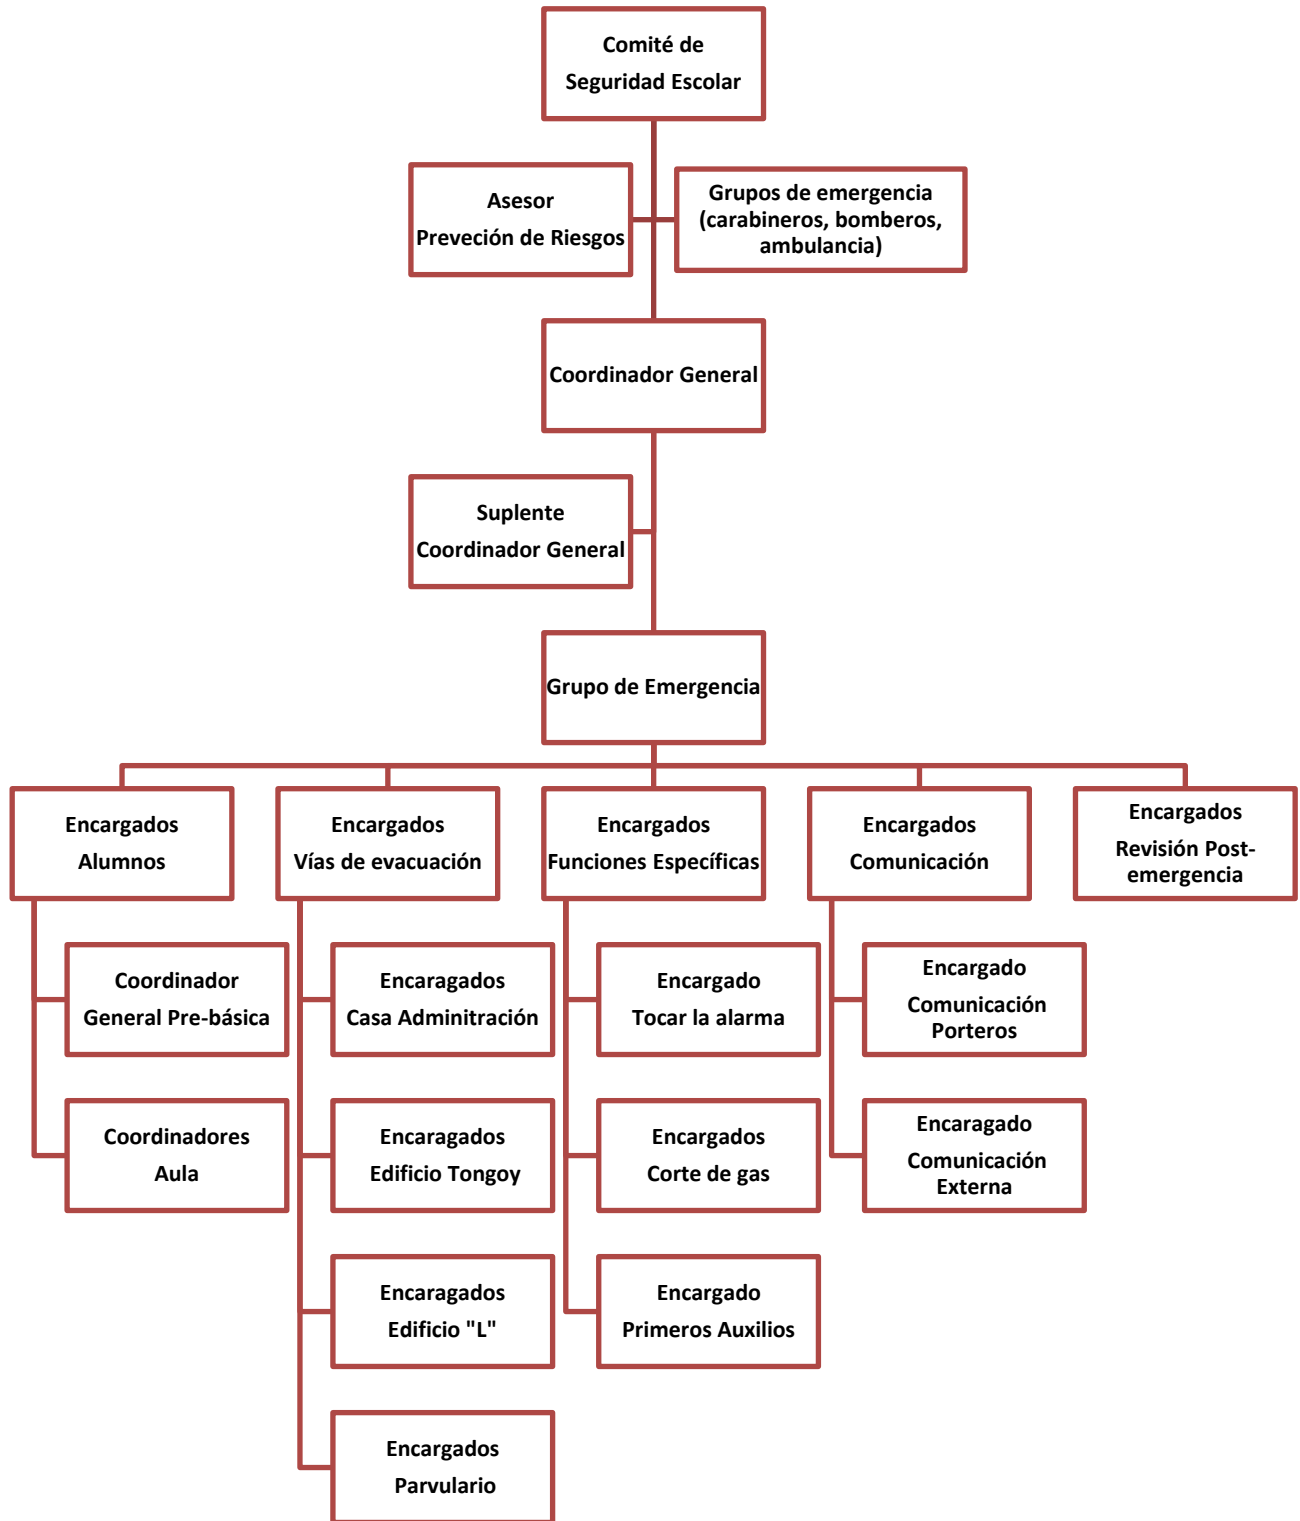 Comité de
Seguridad Escolar
Asesor
Preveción de Riesgos
Grupos de emergencia
(carabineros, bomberos,
ambulancia)
Coordinador General
Suplente
Coordinador General
Grupo de Emergencia
Encargados
Alumnos
Encargados
Vías de evacuación
Encargados
Funciones Específicas
Encargados
Comunicación
Encargados
Revisión Post-
emergencia
Coordinador
General Pre-básica
Coordinadores
Aula
Encaragados
Casa Adminitración
Encaragados
Edificio Tongoy
Encaragados
Edificio "L"
Encargados
Parvulario
Encargado
Tocar la alarma
Encargados
Corte de gas
Encargado
Primeros Auxilios
Encargado
Comunicación
Porteros
Encaragado
Comunicación
Externa